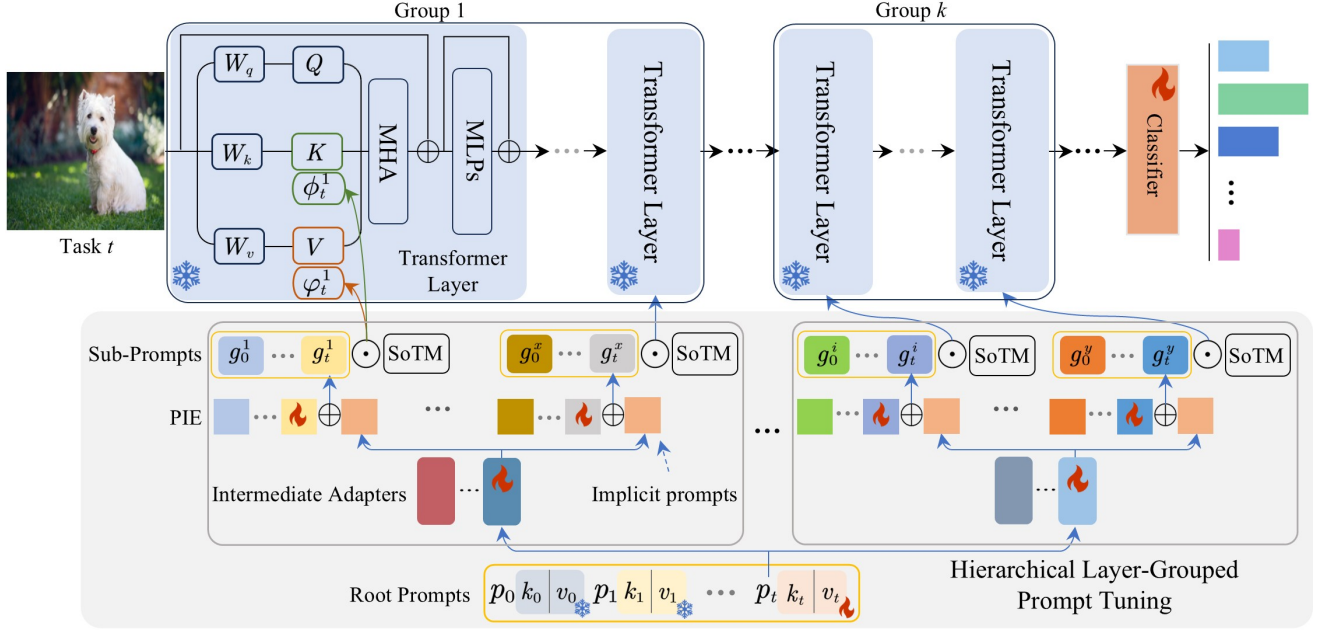 Group 1
Group k
W_q
Q
W_k
K
ϕ_t^1
W_v
V
φ_t^1
MHA
MLPs
Transformer
Layer
Transformer Layer
Transformer Layer
Transformer Layer
Classifier
Task t
Sub-Prompts
g_0^1 ··· g_t^1
SoTM
g_0^x ··· g_t^x
SoTM
g_0^i ··· g_t^i
SoTM
g_0^y ··· g_t^y
SoTM
PIE
Intermediate Adapters
Implicit prompts
Root Prompts
p_0 k_0 | v_0 p_1 k_1 | v_1 ··· p_t k_t | v_t
Hierarchical Layer-Grouped
Prompt Tuning